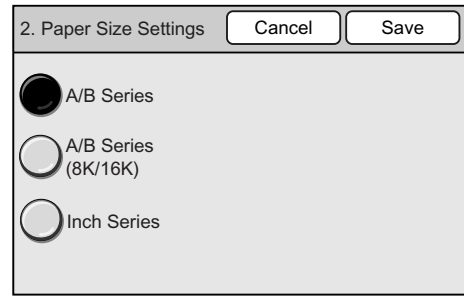 2. Paper Size Settings Cancel Save
A/B Series
A/B Series
(8K/16K)
Inch Series